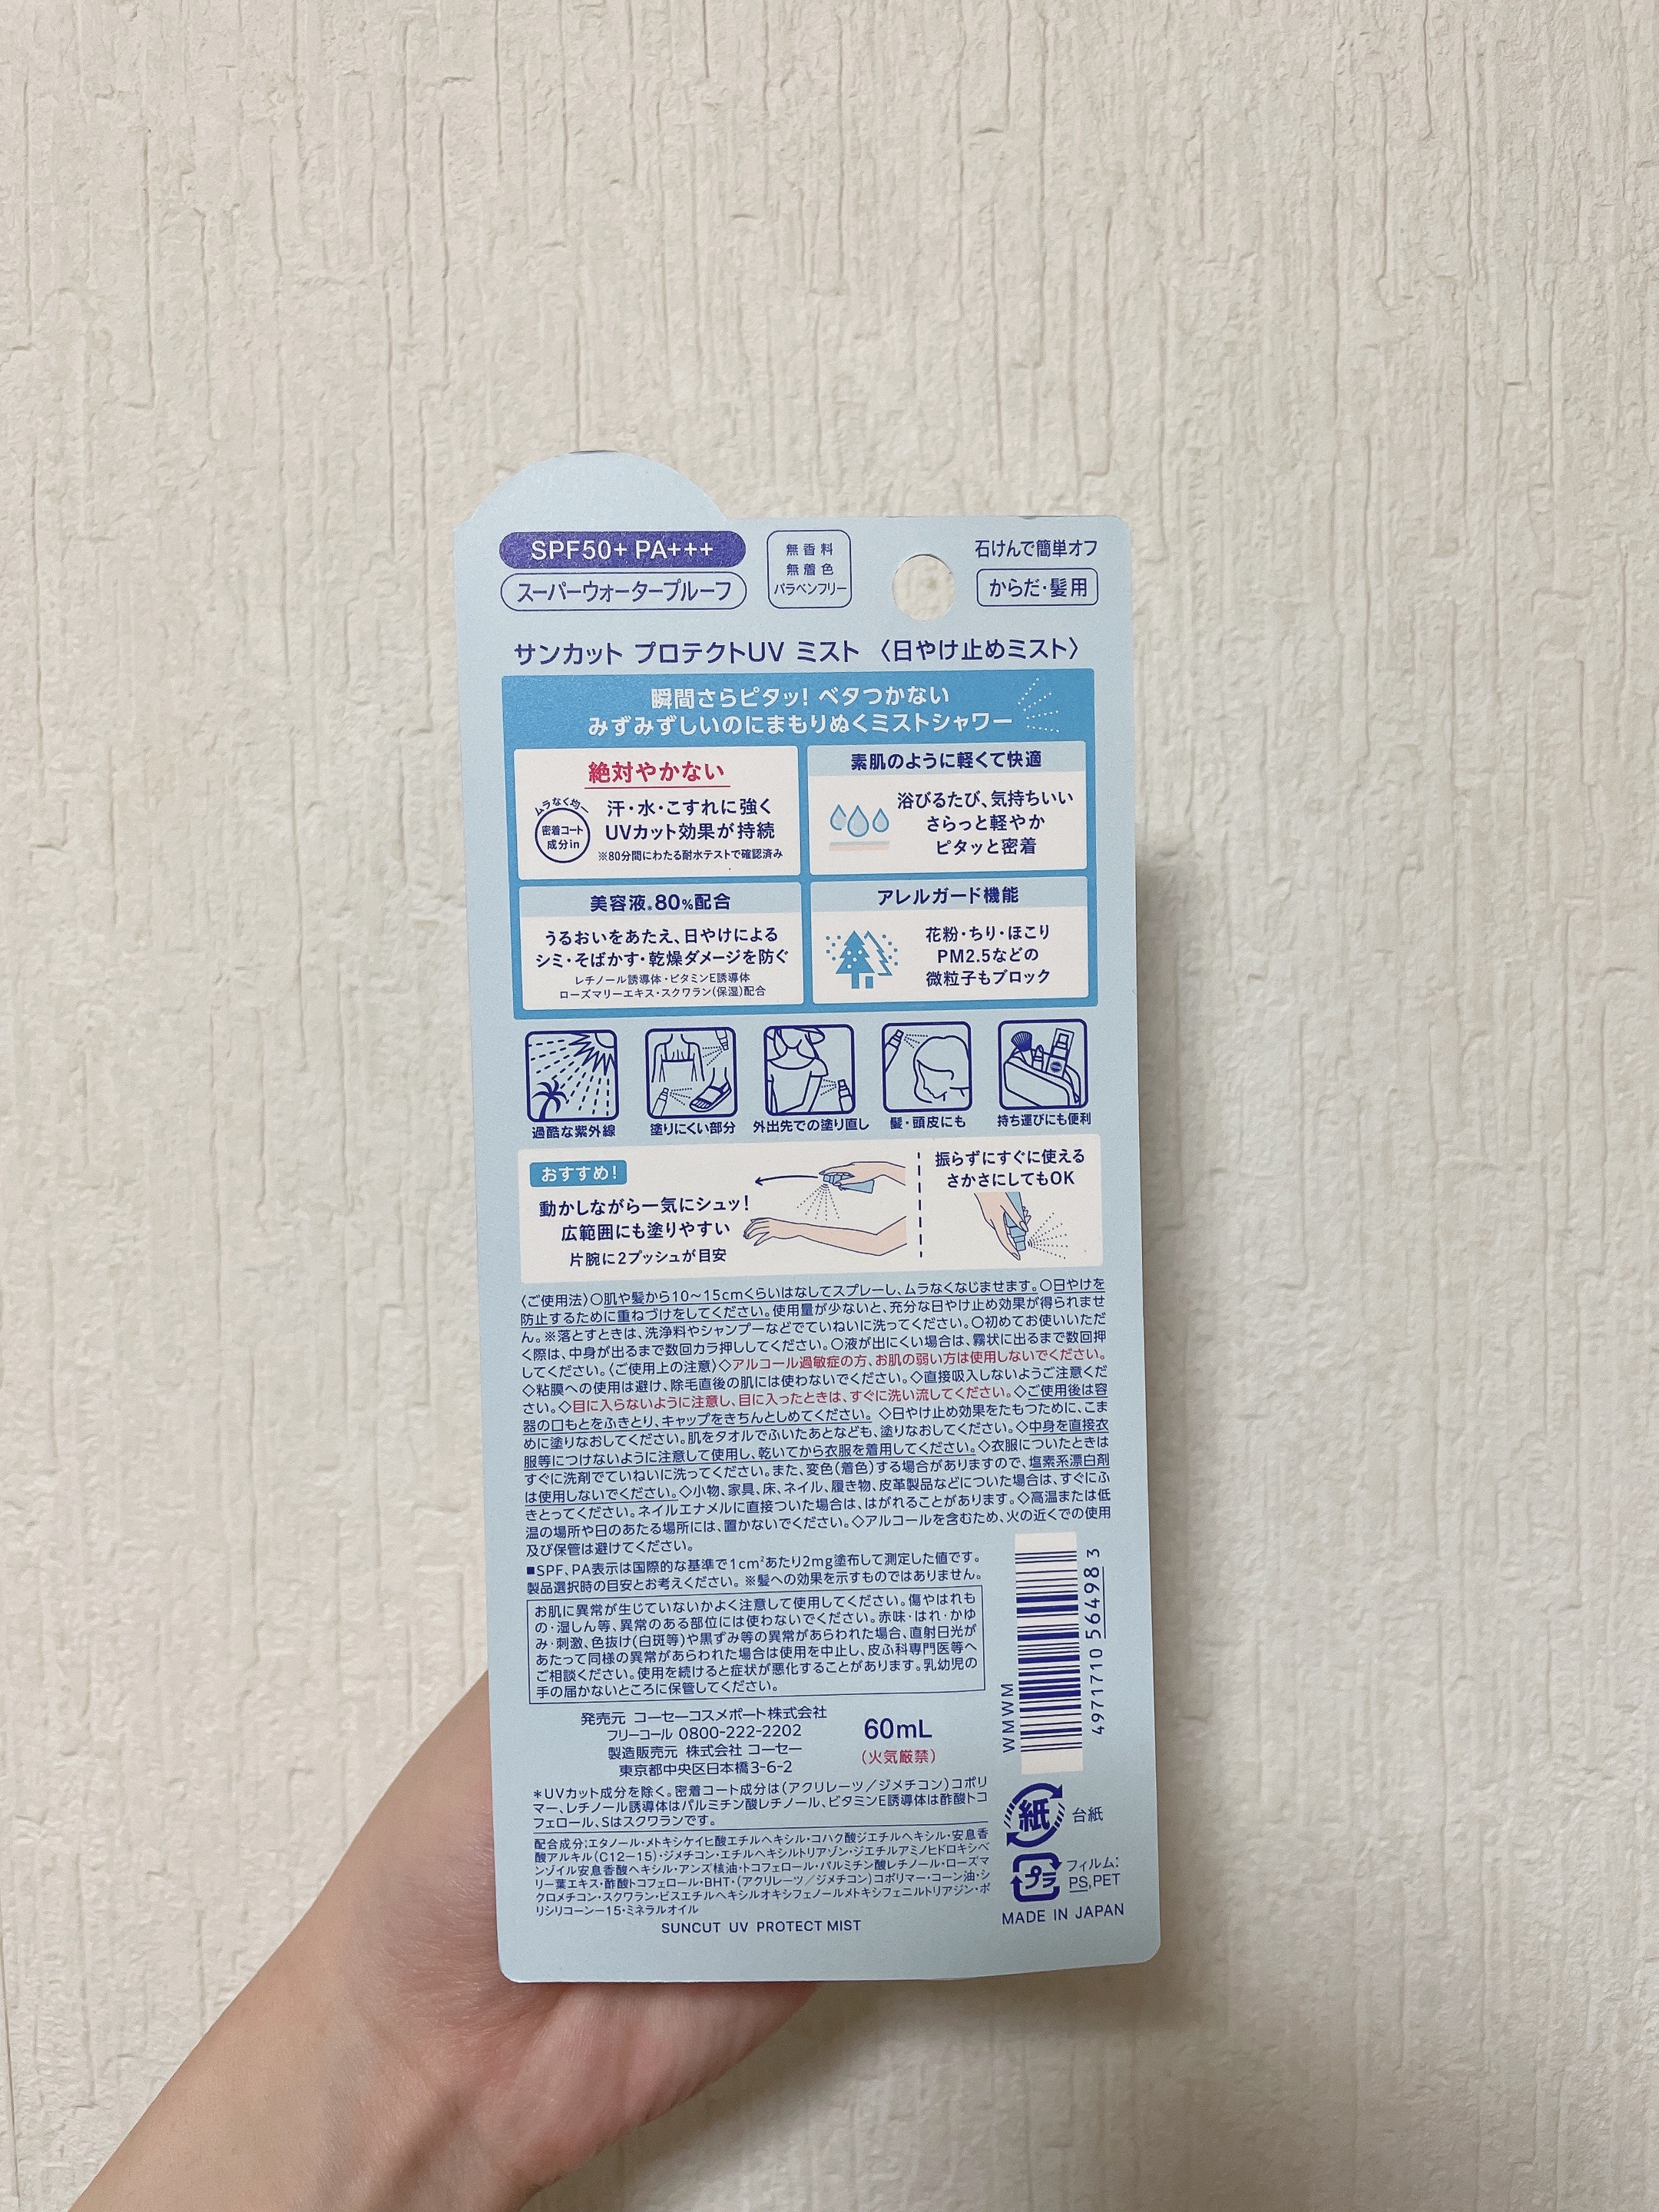 SPF50+ PA+++
スーパーウォータープルーフ
無香料
無着色
パラベンフリー
石けんで簡単オフ
からだ・髪用
サンカット プロテクトUV ミスト 〈日やけ止めミスト〉
瞬間さらピタッ! ベタつかない
みずみずしいのにまもりぬくミストシャワー
絶対やかない
ムラなく均一
密着コート
成分in
汗・水・こすれに強く
UVカット効果が持続
※80分間にわたる耐水テストで確認済み
素肌のように軽くて快適
浴びるたび、気持ちいい
さらっと軽やか
ピタッと密着
美容液*80%配合
うるおいをあたえ、日やけによる
シミ・そばかす・乾燥ダメージを防ぐ
レチノール誘導体・ビタミンE誘導体
ローズマリーエキス・スクワラン(保湿)配合
アレルガード機能
花粉・ちり・ほこり
PM2.5などの
微粒子もブロック
過酷な紫外線
塗りにくい部分
外出先での塗り直し
髪・頭皮にも
持ち運びにも便利
おすすめ!
動かしながら一気にシュッ!
広範囲にも塗りやすい
片腕に2プッシュが目安
振らずにすぐに使える
さかさにしてもOK
〈ご使用法〉○肌や髪から10〜15cmくらいはなしてスプレーし、ムラなくなじませます。○日やけを
防止するために重ねづけをしてください。使用量が少ないと、充分な日やけ止め効果が得られませ
ん。※落とすときは、洗浄料やシャンプーなどでていねいに洗ってください。○初めてお使いいただ
く際は、中身が出るまで数回カラ押ししてください。○液が出にくい場合は、霧状に出るまで数回押
してください。〈ご使用上の注意〉◇アルコール過敏症の方、お肌の弱い方は使用しないでください。
◇粘膜への使用は避け、除毛直後の肌には使わないでください。◇直接吸入しないようご注意くだ
さい。◇目に入らないように注意し、目に入ったときは、すぐに洗い流してください。◇ご使用後は容
器の口もとをふきとり、キャップをきちんとしめてください。◇日やけ止め効果をたもつために、こま
めに塗りなおしてください。肌をタオルでふいたあとなども、塗りなおしてください。◇中身を直接衣
服等につけないように注意して使用し、乾いてから衣服を着用してください。◇衣服についたときは
すぐに洗剤でていねいに洗ってください。また、変色(着色)する場合がありますので、塩素系漂白剤
は使用しないでください。◇小物、家具、床、ネイル、履き物、皮革製品などについた場合は、すぐにふ
きとってください。ネイルエナメルに直接ついた場合は、はがれることがあります。◇高温または低
温の場所や日のあたる場所には、置かないでください。◇アルコールを含むため、火の近くでの使用
及び保管は避けてください。
■SPF、PA表示は国際的な基準で1cm²あたり2mg塗布して測定した値です。
製品選択時の目安とお考えください。※髪への効果を示すものではありません。
お肌に異常が生じていないかよく注意して使用してください。傷やはれも
の・湿しん等、異常のある部位には使わないでください。赤味・はれ・かゆ
み・刺激、色抜け(白斑等)や黒ずみ等の異常があらわれた場合、直射日光が
あたって同様の異常があらわれた場合は使用を中止し、皮ふ科専門医等へ
ご相談ください。使用を続けると症状が悪化することがあります。乳幼児の
手の届かないところに保管してください。
発売元 コーセーコスメポート株式会社
フリーコール 0800-222-2202
製造販売元 株式会社 コーセー
東京都中央区日本橋3-6-2
60mL
(火気厳禁)
WMWM
4971710 564983
＊UVカット成分を除く。密着コート成分は(アクリレーツ／ジメチコン)コポリ
マー、レチノール誘導体はパルミチン酸レチノール、ビタミンE誘導体は酢酸トコ
フェロール、Sはスクワランです。
配合成分:エタノール・メトキシケイヒ酸エチルヘキシル・コハク酸ジエチルヘキシル・安息香
酸アルキル(C12-15)・ジメチコン・エチルヘキシルトリアゾン・ジエチルアミノヒドロキシベ
ンゾイル安息香酸ヘキシル・アンズ核油・トコフェロール・パルミチン酸レチノール・ローズマ
リー葉エキス・酢酸トコフェロール・BHT・(アクリレーツ／ジメチコン)コポリマー・コーン油・シ
クロメチコン・スクワラン・ビスエチルヘキシルオキシフェノールメトキシフェニルトリアジン・ポ
リシリコーン-15・ミネラルオイル
SUNCUT UV PROTECT MIST
紙
台紙
プラ
フィルム:
PS,PET
MADE IN JAPAN